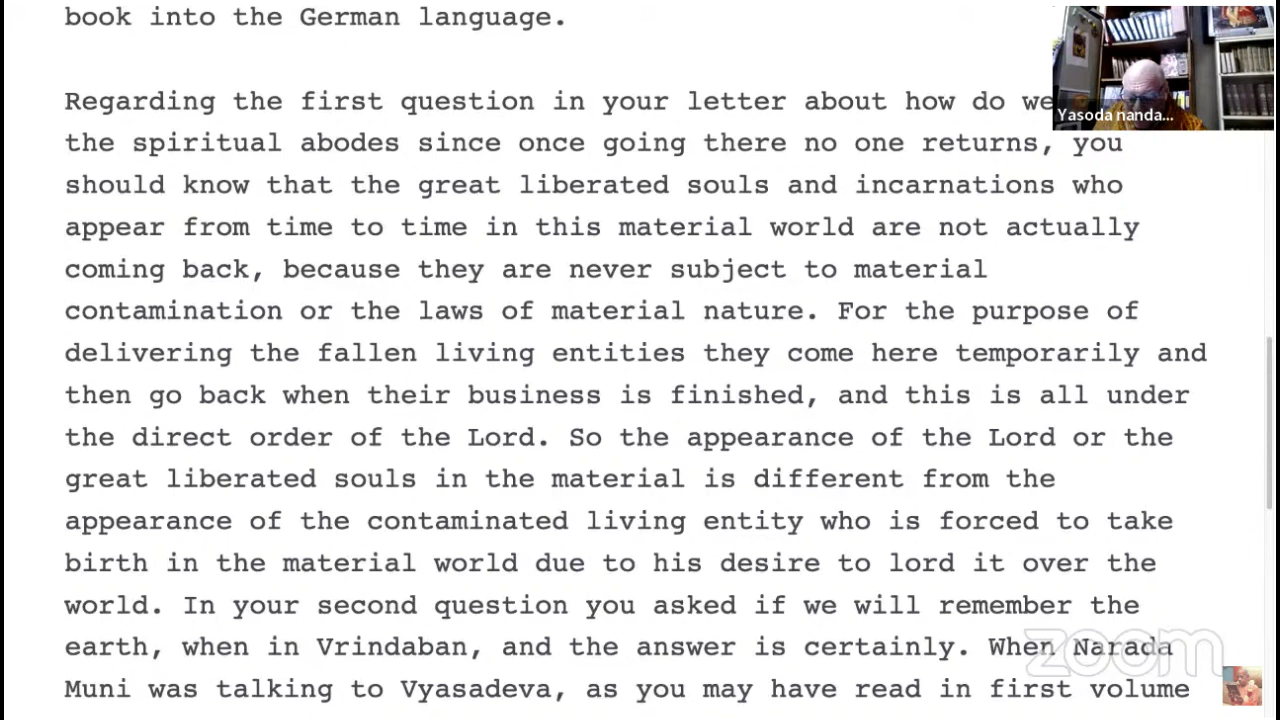 book into the German language.
Regarding the first question in your letter about how do we
the spiritual abodes since once going there no one returns, you
should know that the great liberated souls and incarnations who
appear from time to time in this material world are not actually
coming back, because they are never subject to material
contamination or the laws of material nature. For the purpose of
delivering the fallen living entities they come here temporarily and
then go back when their business is finished, and this is all under
the direct order of the Lord. So the appearance of the Lord or the
great liberated souls in the material is different from the
appearance of the contaminated living entity who is forced to take
birth in the material world due to his desire to lord it over the
world. In your second question you asked if we will remember the
earth, when in Vrindaban, and the answer is certainly. When Narada
Muni was talking to Vyasadeva, as you may have read in first volume
Yasoda nanda...
zoom